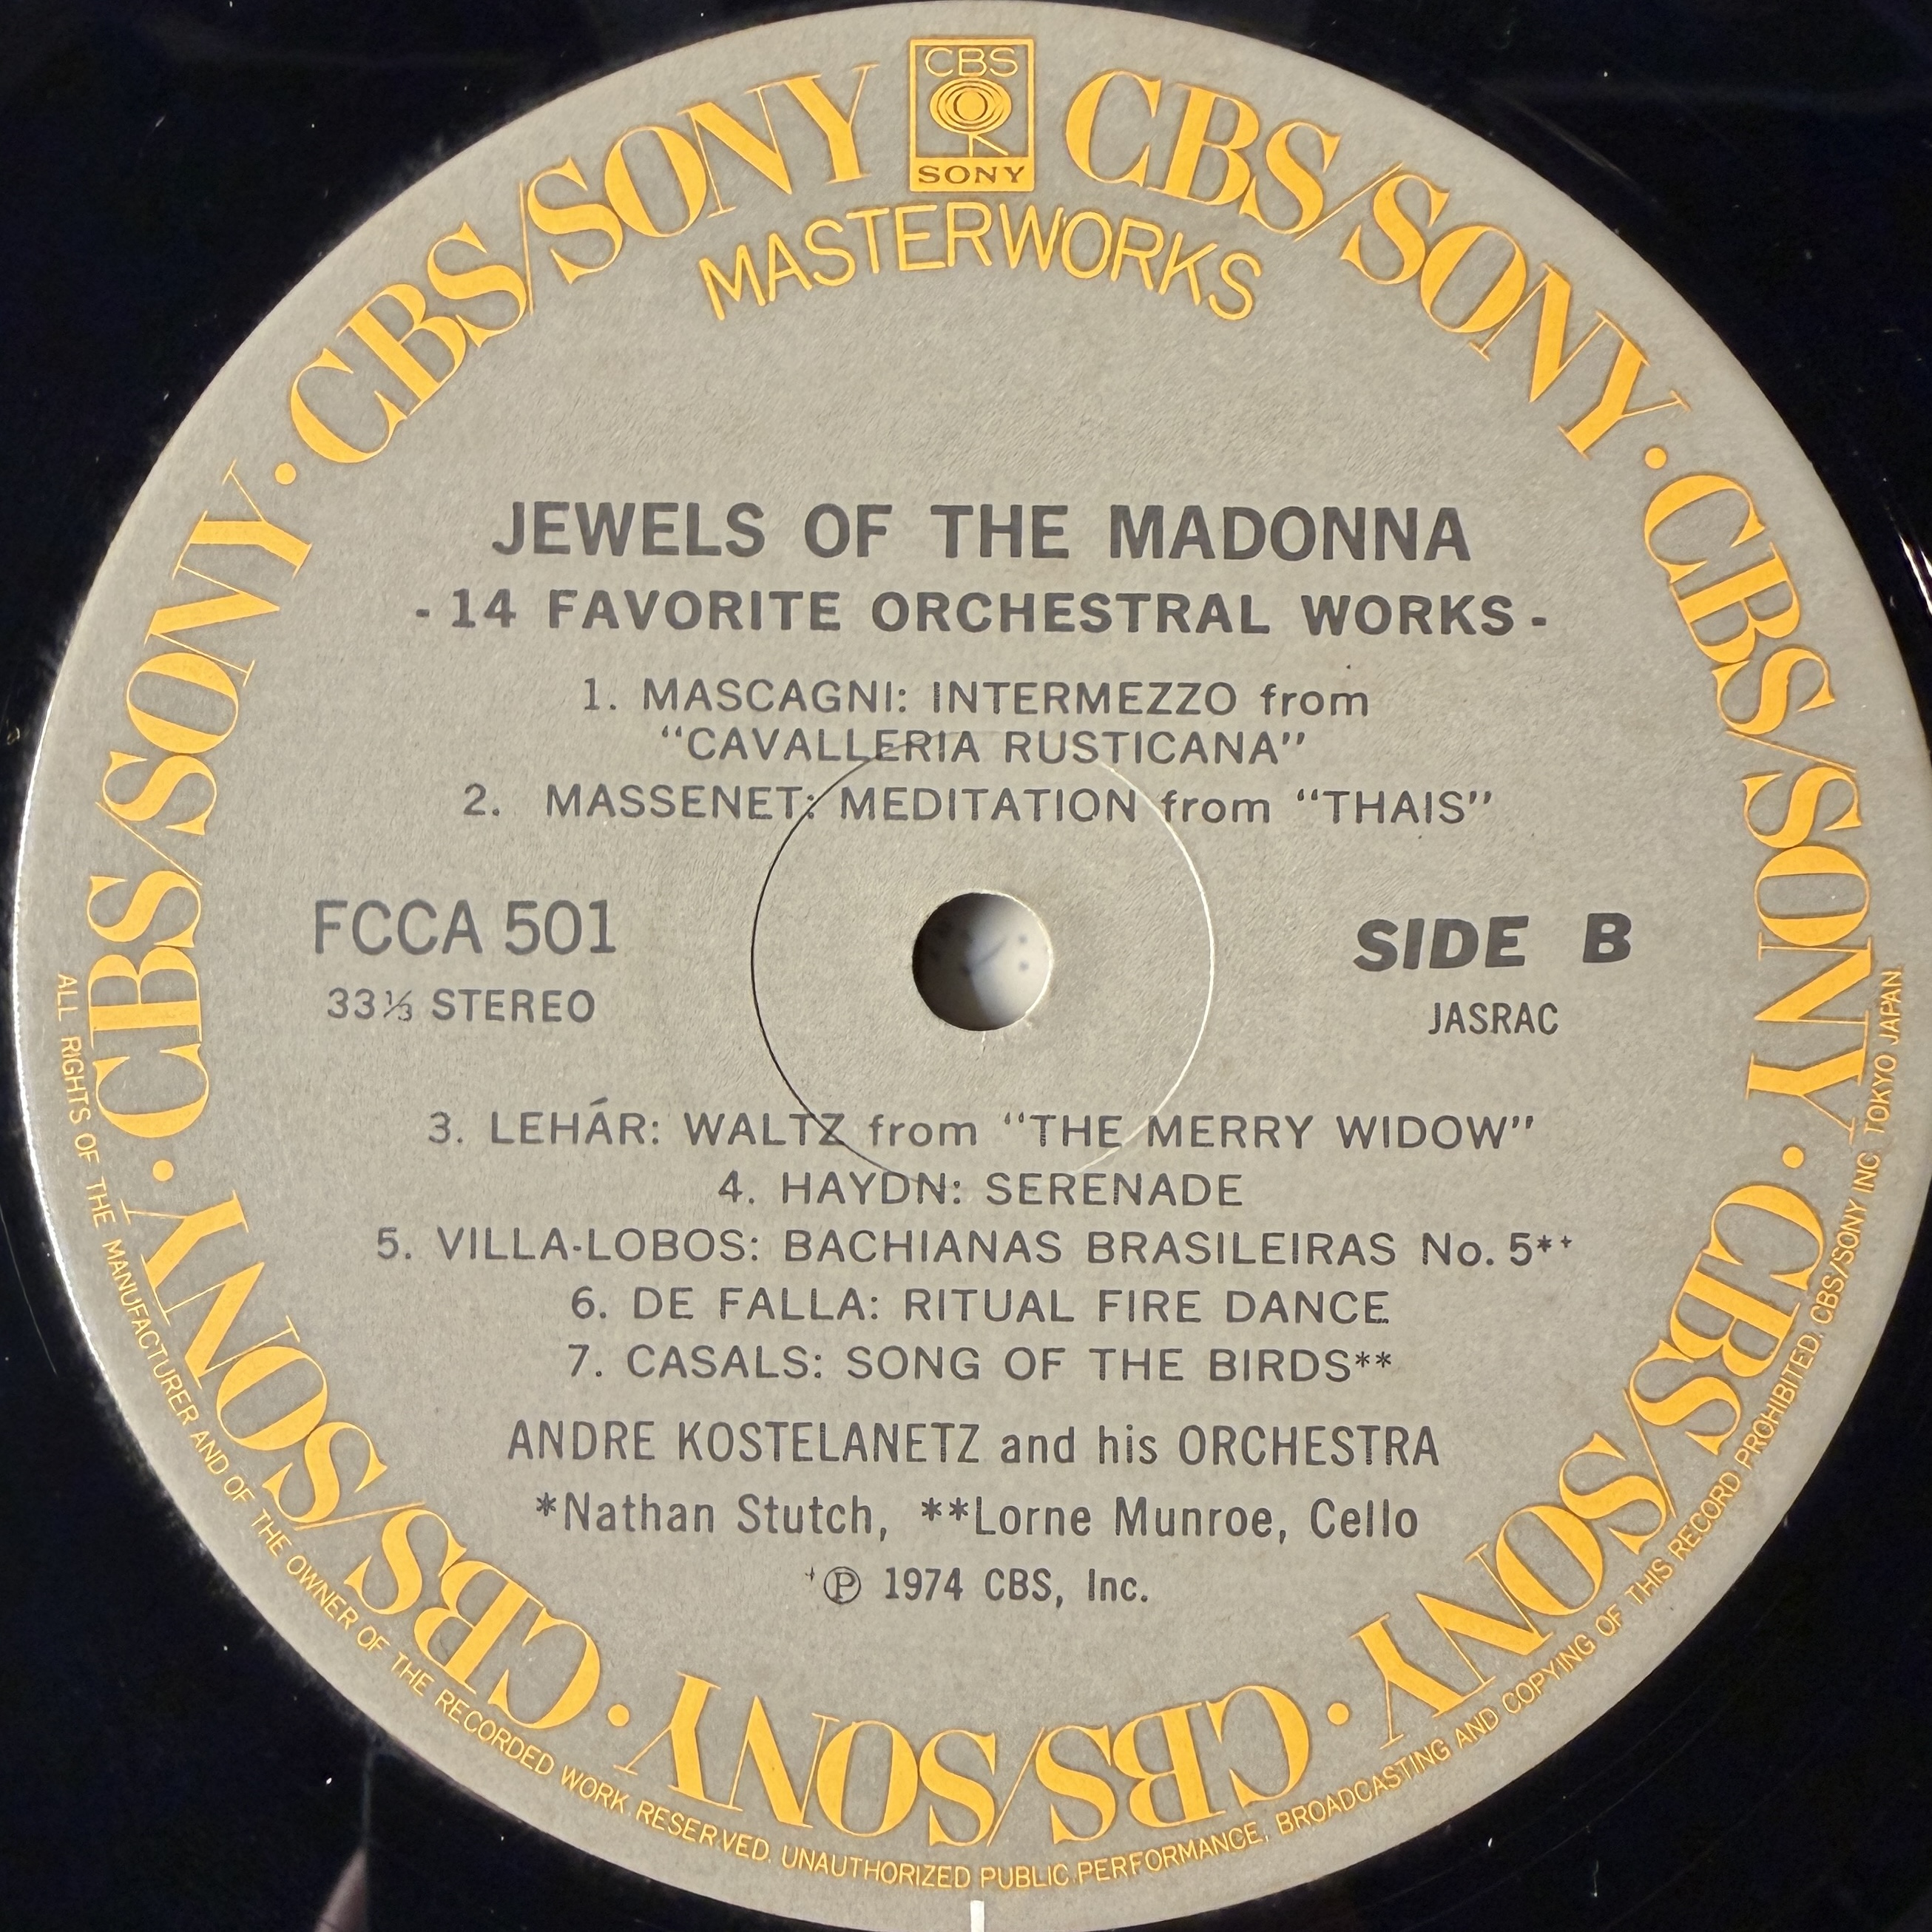 CBS
SONY
CBS/SONY · CBS/SONY · CBS/SONY · CBS/SONY · CBS/SONY · CBS/SONY · CBS/SONY
MASTERWORKS
JEWELS OF THE MADONNA
- 14 FAVORITE ORCHESTRAL WORKS -
1. MASCAGNI: INTERMEZZO from
“CAVALLERIA RUSTICANA”
2. MASSENET: MEDITATION from “THAIS”
FCCA 501
33⅓ STEREO
SIDE B
JASRAC
3. LEHÁR: WALTZ from “THE MERRY WIDOW”
4. HAYDN: SERENADE
5. VILLA-LOBOS: BACHIANAS BRASILEIRAS No. 5**
6. DE FALLA: RITUAL FIRE DANCE
7. CASALS: SONG OF THE BIRDS**
ANDRE KOSTELANETZ and his ORCHESTRA
*Nathan Stutch, **Lorne Munroe, Cello
℗ 1974 CBS, Inc.
ALL RIGHTS OF THE MANUFACTURER AND OF THE OWNER OF THE RECORDED WORK RESERVED. UNAUTHORIZED PUBLIC PERFORMANCE, BROADCASTING AND COPYING OF THIS RECORD PROHIBITED. CBS/SONY INC. TOKYO JAPAN